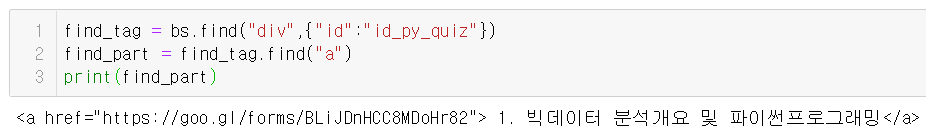 1 find_tag = bs.find("div",{"id":"id_py_quiz"})
2 find_part = find_tag.find("a")
3 print(find_part)
<a href="https://goo.gl/forms/BLiJDnHCC8MDoHr82"> 1. 빅데이터 분석개요 및 파이썬프로그래밍</a>